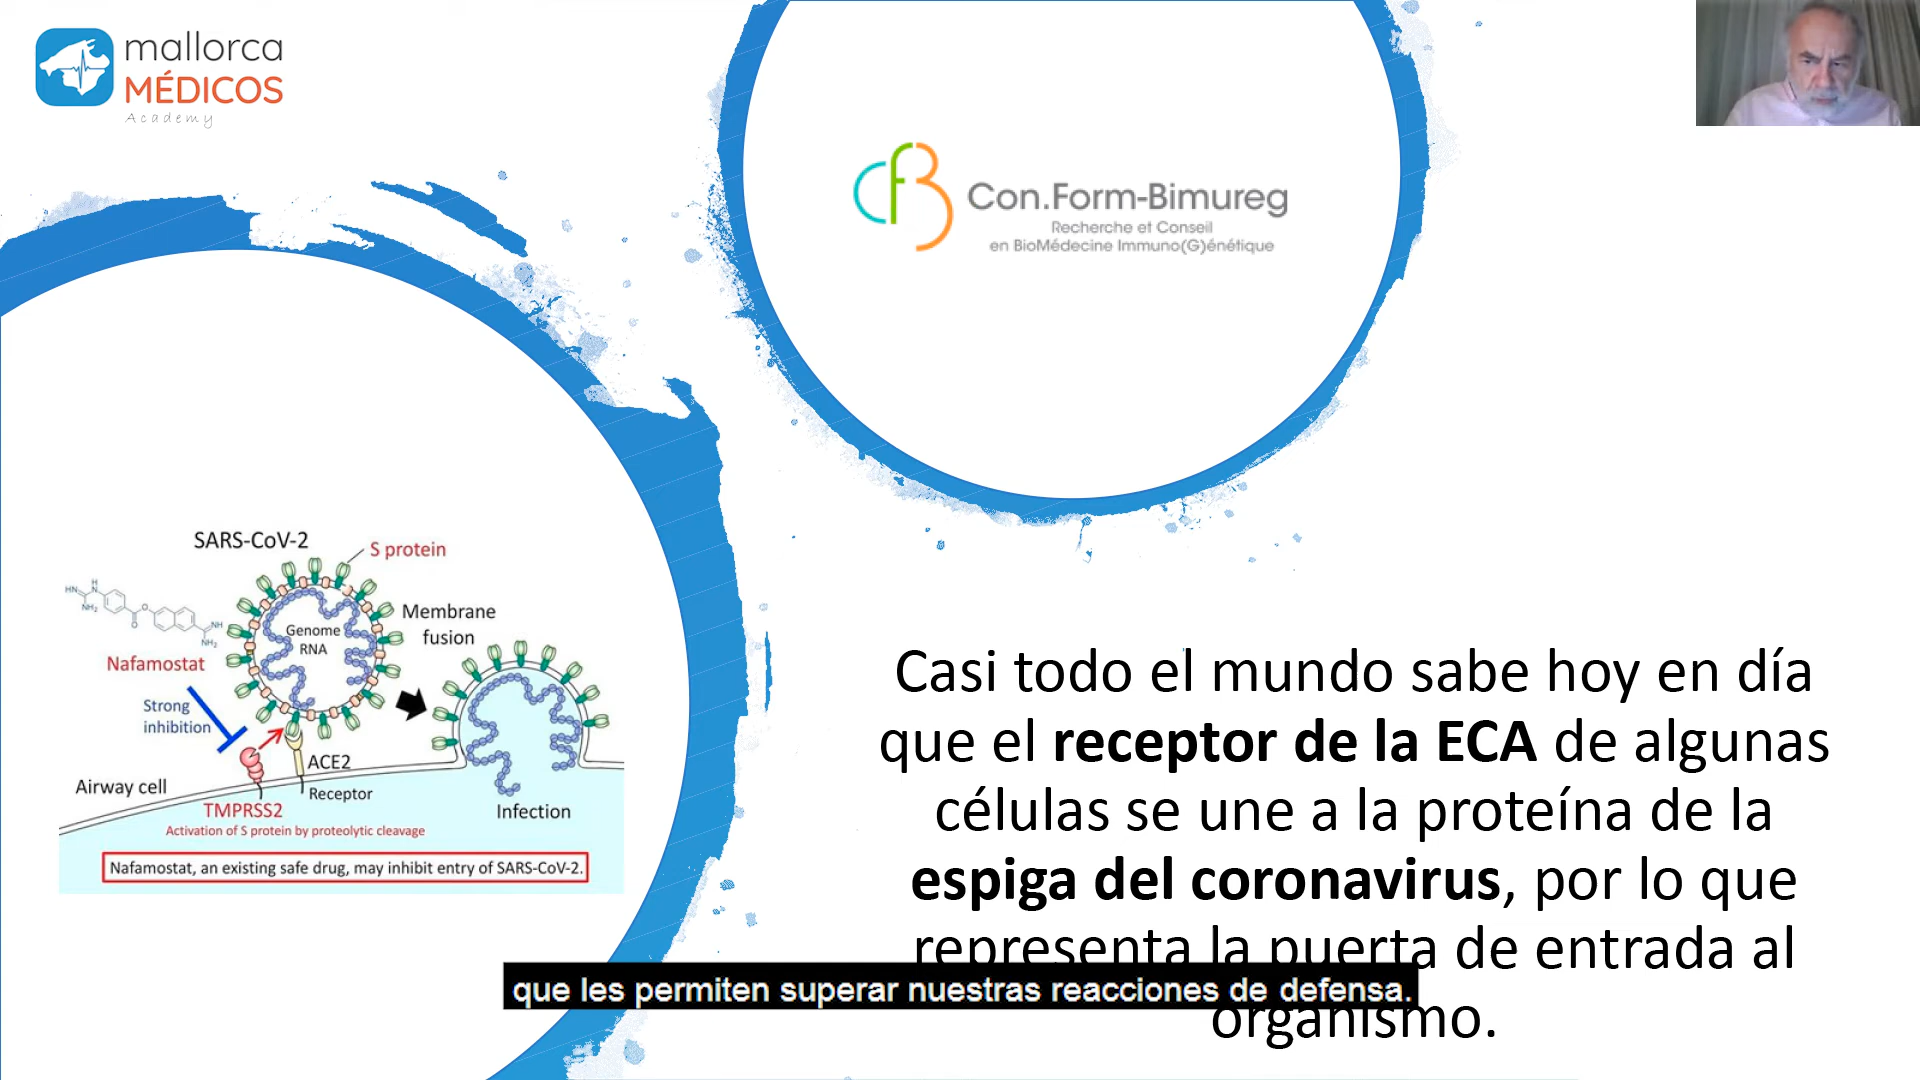 mallorca
MÉDICOS
Academy
Con.Form-Bimureg
Recherche et Conseil
en BioMédecine Immuno(G)énétique
SARS-CoV-2
S protein
HN
H
N
NH2
O
O
NH
NH2
Nafamostat
Genome
RNA
Membrane
fusion
Strong
inhibition
ACE2
Receptor
Airway cell
TMPRSS2
Activation of S protein by proteolytic cleavage
Infection
Nafamostat, an existing safe drug, may inhibit entry of SARS-CoV-2.
Casi todo el mundo sabe hoy en día
que el receptor de la ECA de algunas
células se une a la proteína de la
espiga del coronavirus, por lo que
representa la puerta de entrada al
organismo.
que les permiten superar nuestras reacciones de defensa.